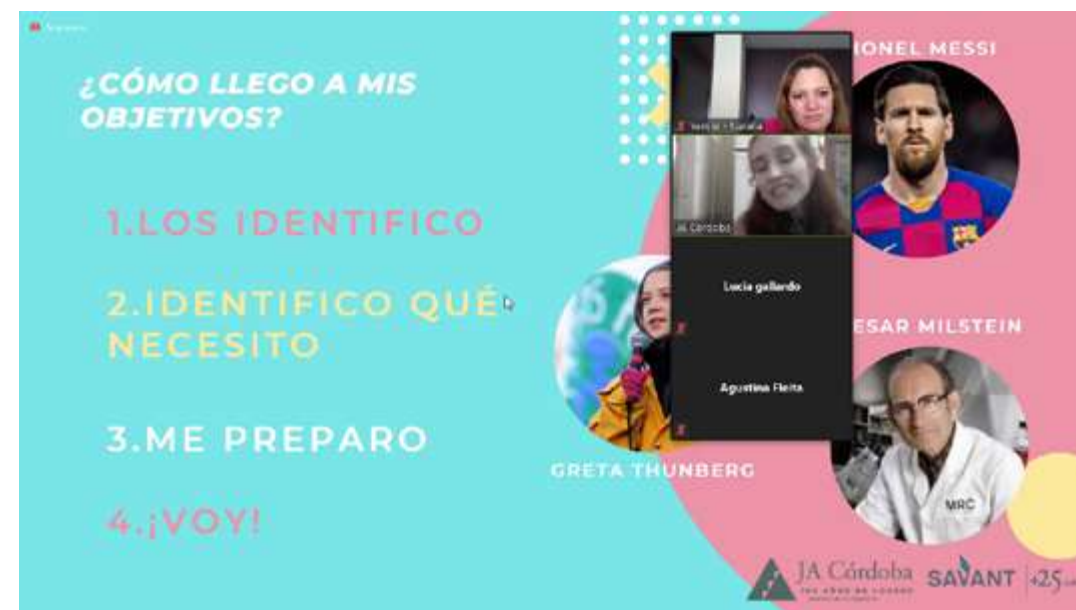 ¿CÓMO LLEGO A MIS
OBJETIVOS?
1.LOS IDENTIFICO
2.IDENTIFICO QUÉ
NECESITO
3.ME PREPARO
4.¡VOY!
IONEL MESSI
JA Córdoba
Lucia gallardo
Agustina Fleita
ESAR MILSTEIN
GRETA THUNBERG
MRC
JA Córdoba
SAVANT
+25